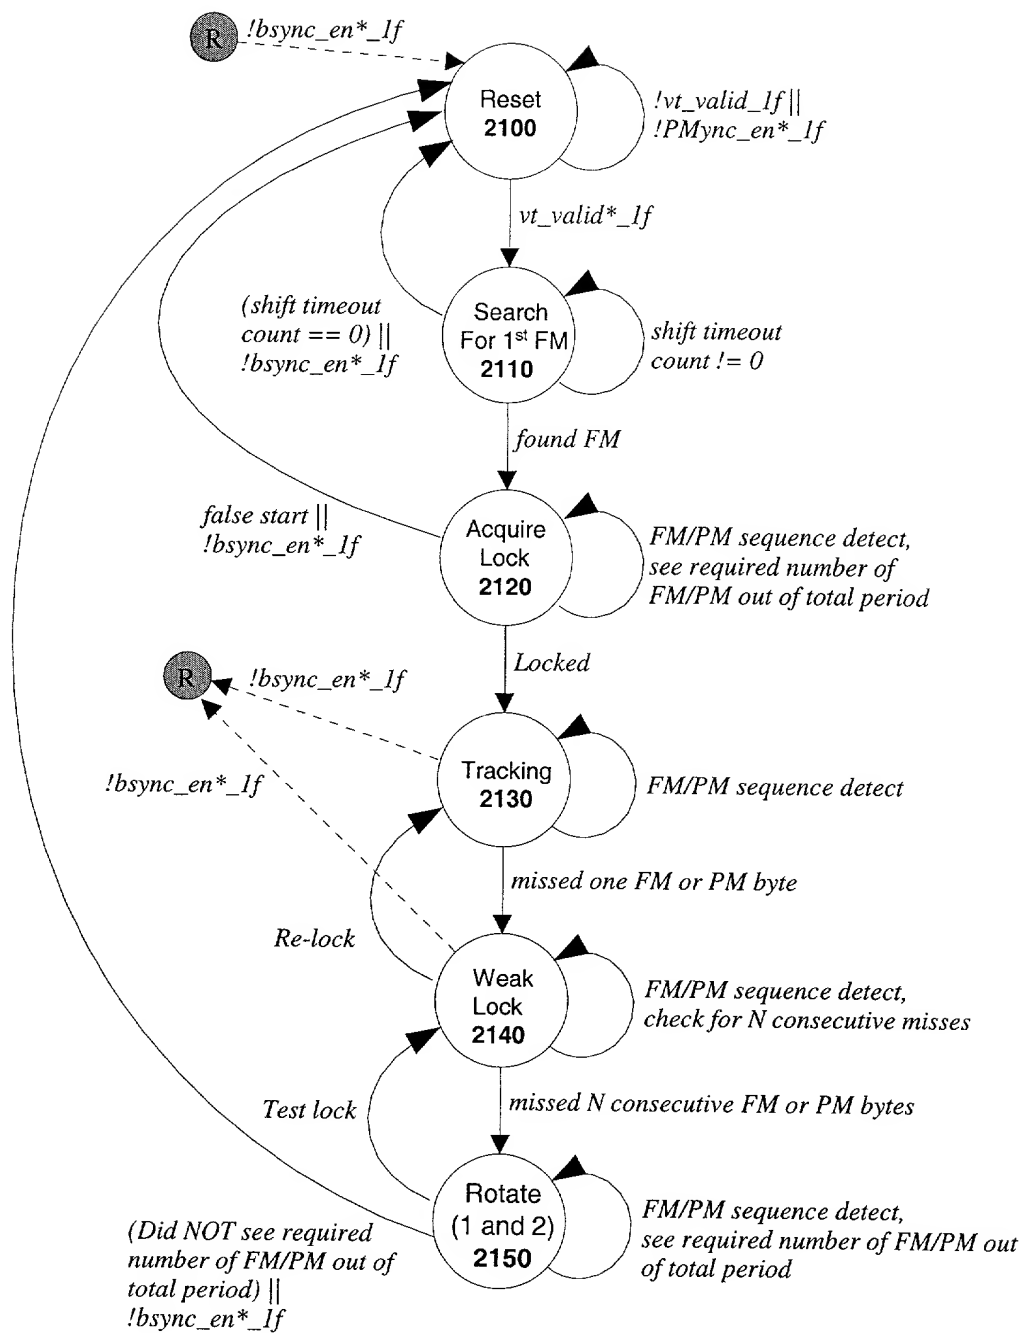 R
!bsync_en*_1f
Reset
2100
!vt_valid_1f ||
!PMync_en*_1f
vt_valid*_1f
Search
For 1st FM
2110
(shift timeout
count == 0) ||
!bsync_en*_1f
shift timeout
count != 0
found FM
Acquire
Lock
2120
false start ||
!bsync_en*_1f
FM/PM sequence detect,
see required number of
FM/PM out of total period
Locked
R
!bsync_en*_1f
Tracking
2130
!bsync_en*_1f
FM/PM sequence detect
missed one FM or PM byte
Re-lock
Weak
Lock
2140
FM/PM sequence detect,
check for N consecutive misses
Test lock
missed N consecutive FM or PM bytes
Rotate
(1 and 2)
2150
FM/PM sequence detect,
see required number of FM/PM out
of total period
(Did NOT see required
number of FM/PM out of
total period) ||
!bsync_en*_1f